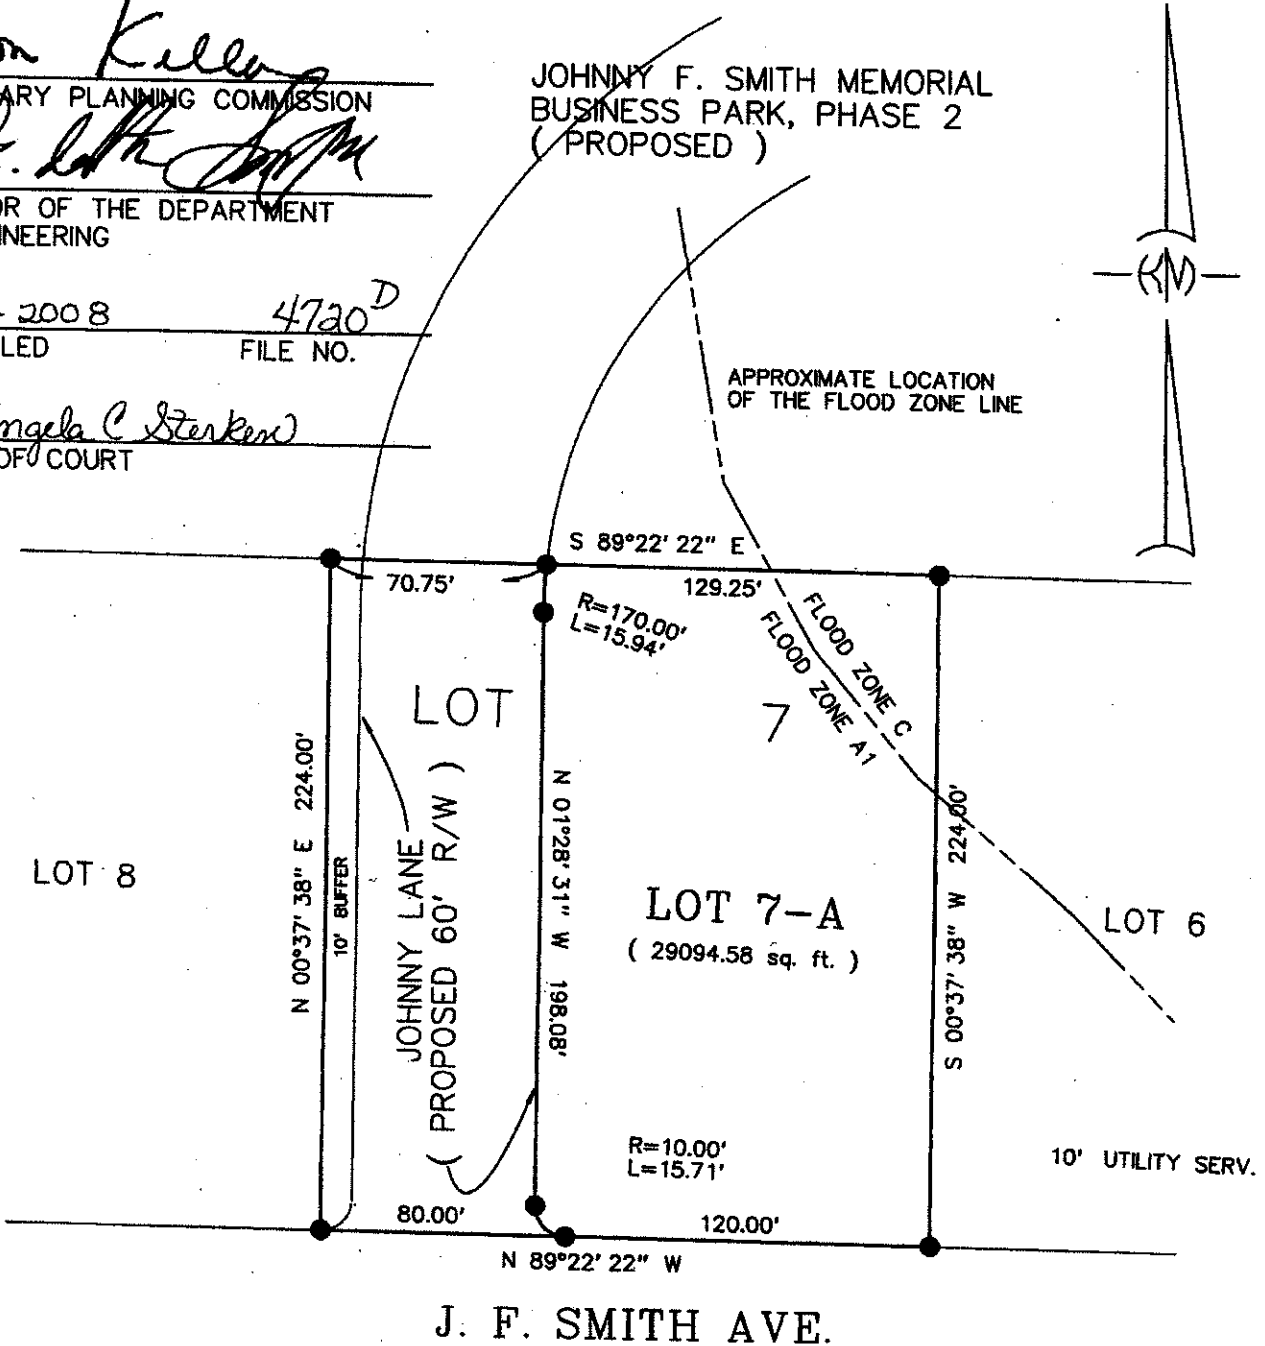 ARY PLANNING COMMISSION
OR OF THE DEPARTMENT
INEERING
2008
4720 D
LED
FILE NO.
Angela C Sterken
OF COURT
JOHNNY F. SMITH MEMORIAL
BUSINESS PARK, PHASE 2
( PROPOSED )
APPROXIMATE LOCATION
OF THE FLOOD ZONE LINE
S 89°22'22" E
70.75'
129.25'
R=170.00'
L=15.94'
FLOOD ZONE C
FLOOD ZONE A1
LOT 7
N 00°37'38" E 224.00'
10' BUFFER
JOHNNY LANE
( PROPOSED 60' R/W )
N 01°28'31" W 198.08'
LOT 8
LOT 7-A
( 29094.58 sq. ft. )
S 00°37'38" W 224.00'
LOT 6
R=10.00'
L=15.71'
10' UTILITY SERV.
80.00'
120.00'
N 89°22'22" W
J. F. SMITH AVE.